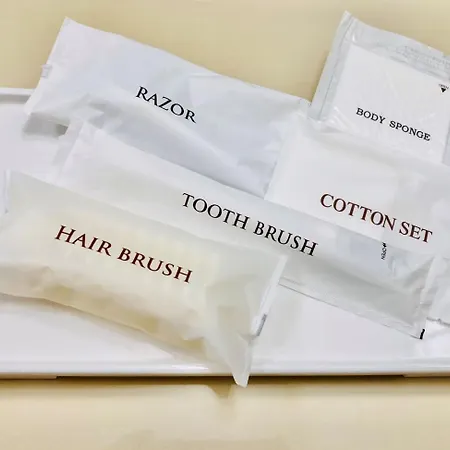 RAZOR
BODY SPONGE
COTTON SET
TOOTH BRUSH
HAIR BRUSH